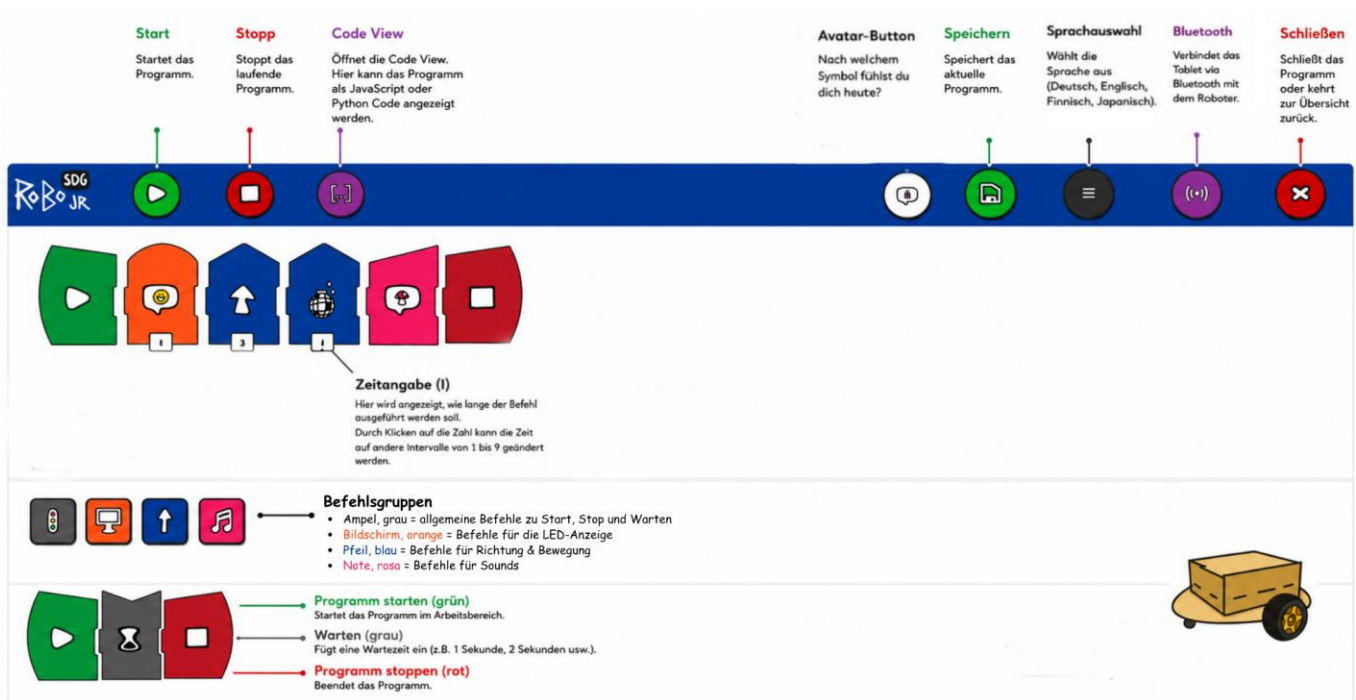 Start
Startet das
Programm.
Stopp
Stoppt das
laufende
Programm.
Code View
Öffnet die Code View.
Hier kann das Programm
als JavaScript oder
Python Code angezeigt
werden.
Avatar-Button
Nach welchem
Symbol fühlst du
dich heute?
Speichern
Speichert das
aktuelle
Programm.
Sprachauswahl
Wählt die
Sprache aus
(Deutsch, Englisch,
Finnisch, Japanisch).
Bluetooth
Verbindet das
Tablet via
Bluetooth mit
dem Roboter.
Schließen
Schließt das
Programm
oder kehrt
zur Übersicht
zurück.
RoBo SDG JR
[...]
1
3
1
Zeitangabe (I)
Hier wird angezeigt, wie lange der Befehl
ausgeführt werden soll.
Durch Klicken auf die Zahl kann die Zeit
auf andere Intervalle von 1 bis 9 geändert
werden.
Befehlsgruppen
• Ampel, grau = allgemeine Befehle zu Start, Stop und Warten
• Bildschirm, orange = Befehle für die LED-Anzeige
• Pfeil, blau = Befehle für Richtung & Bewegung
• Note, rosa = Befehle für Sounds
Programm starten (grün)
Startet das Programm im Arbeitsbereich.
Warten (grau)
Fügt eine Wartezeit ein (z.B. 1 Sekunde, 2 Sekunden usw.).
Programm stoppen (rot)
Beendet das Programm.